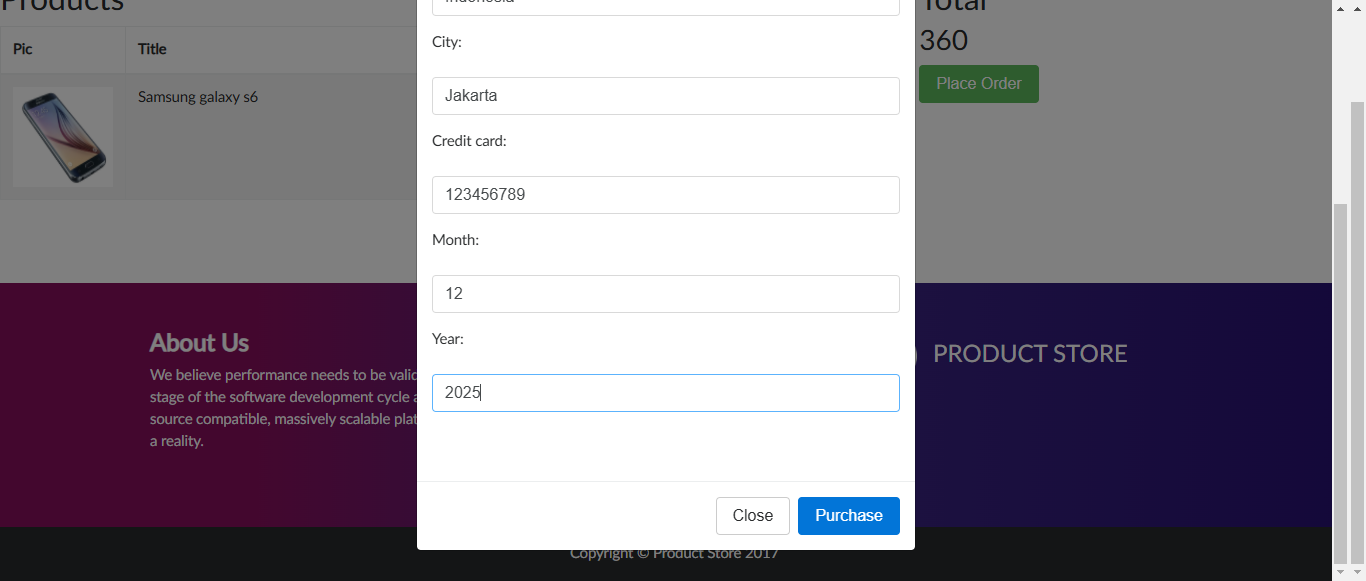 Products
Pic Title
Samsung galaxy s6
Indonesia
City:
Jakarta
Credit card:
123456789
Month:
12
Year:
2025
Close Purchase
Total
360
Place Order
About Us
We believe performance needs to be valid
stage of the software development cycle a
source compatible, massively scalable plat
a reality.
PRODUCT STORE
Copyright © Product Store 2017